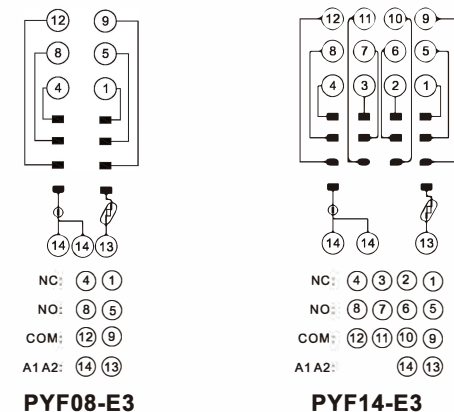 12 9
8 5
4 1
14 14 13
NC: 4 1
NO: 8 5
COM: 12 9
A1 A2: 14 13
PYF08-E3
12 11 10 9
8 7 6 5
4 3 2 1
14 14 13
NC: 4 3 2 1
NO: 8 7 6 5
COM: 12 11 10 9
A1 A2: 14 13
PYF14-E3